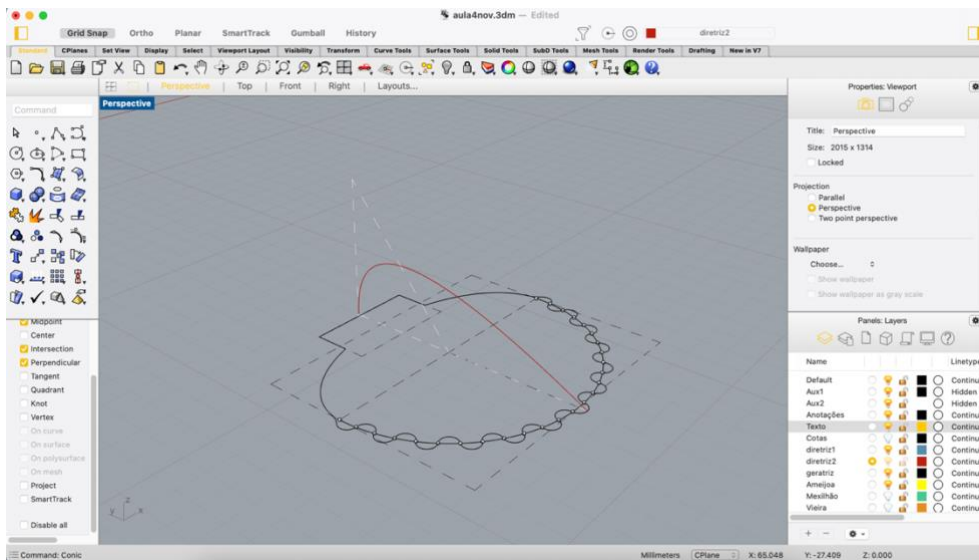 aula4nov.3dm — Edited
Grid Snap Ortho Planar SmartTrack Gumball History diretriz2
Standard CPlanes Set View Display Select Viewport Layout Visibility Transform Curve Tools Surface Tools Solid Tools SubD Tools Mesh Tools Render Tools Drafting New in V7
Perspective Top Front Right Layouts...
Properties: Viewport
Perspective
Command
Title: Perspective
Size: 2015 x 1314
Locked
Projection
Parallel
Perspective
Two point perspective
Wallpaper
Choose...
Show wallpaper
Show wallpaper as gray scale
Midpoint
Center
Intersection
Perpendicular
Tangent
Quadrant
Knot
Vertex
On curve
On surface
On polysurface
On mesh
Project
SmartTrack
Disable all
z
y x
Panels: Layers
Name Linetype
Default Continu
Aux1 Hidden
Aux2 Hidden
Anotações Continu
Texto Continu
Cotas Continu
diretriz1 Continu
diretriz2 Continu
geratriz Continu
Ameijoa Continu
Mesilhão Continu
Vieira Continu
Command: Conic Millimeters CPlane X: 65.048 Y: -27.409 Z: 0.000